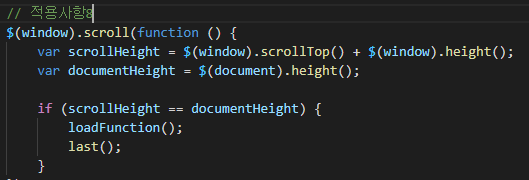 // 적용사항8
$(window).scroll(function () {
    var scrollHeight = $(window).scrollTop() + $(window).height();
    var documentHeight = $(document).height();

    if (scrollHeight == documentHeight) {
        loadFunction();
        last();
    }